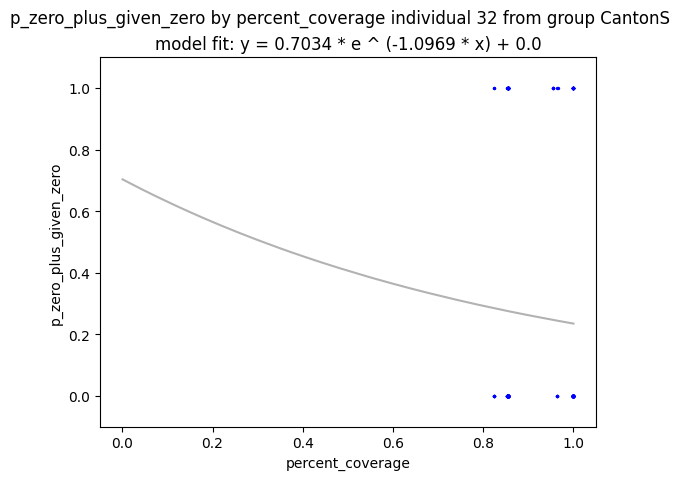 p_zero_plus_given_zero by percent_coverage individual 32 from group CantonS
model fit: y = 0.7034 * e ^ (-1.0969 * x) + 0.0
1.0
0.8
0.6
0.4
0.2
0.0
p_zero_plus_given_zero
0.0 0.2 0.4 0.6 0.8 1.0
percent_coverage